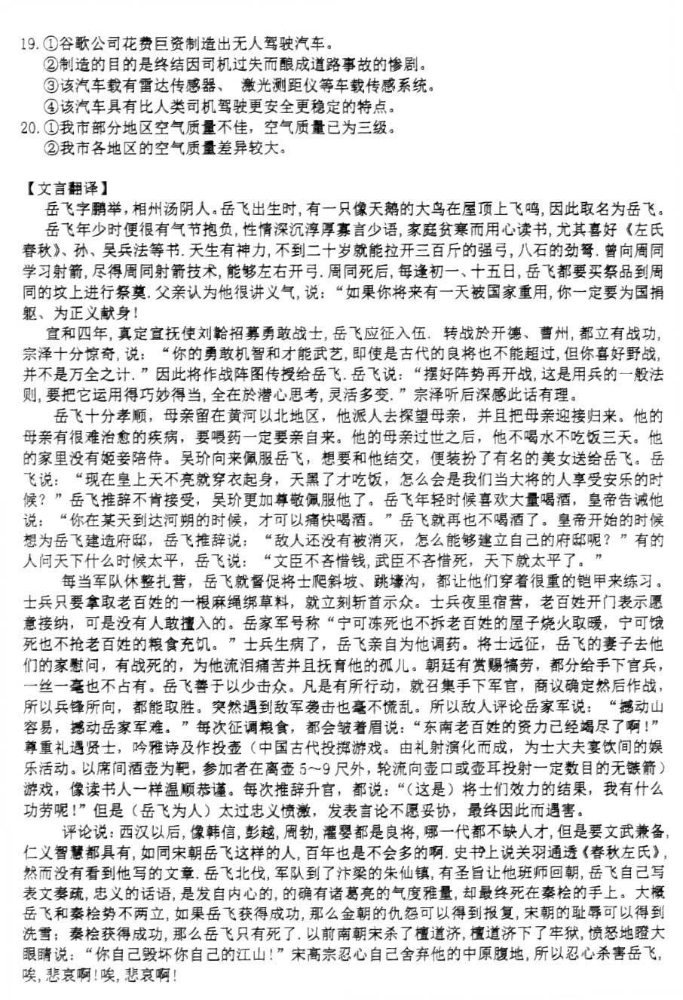 19.①谷歌公司花费巨资制造出无人驾驶汽车。
②制造的目的是终结因司机过失而酿成道路事故的惨剧。
③该汽车载有雷达传感器、 激光测距仪等车载传感系统。
④该汽车具有比人类司机驾驶更安全更稳定的特点。
20.①我市部分地区空气质量不佳，空气质量已为三级。
②我市各地区的空气质量差异较大。
【文言翻译】
岳飞字鹏举,相州汤阴人。岳飞出生时,有一只像天鹅的大鸟在屋顶上飞鸣,因此取名为岳飞。
岳飞年少时便很有气节抱负,性情深沉淳厚寡言少语,家庭贫寒而用心读书,尤其喜好《左氏
春秋》、孙、吴兵法等书.天生有神力,不到二十岁就能拉开三百斤的强弓,八石的劲弩.曾向周同
学习射箭,尽得周同射箭技术,能够左右开弓.周同死后,每逢初一、十五日,岳飞都要买祭品到周
同的坟上进行祭奠.父亲认为他很讲义气,说：“如果你将来有一天被国家重用,你一定要为国捐
躯、为正义献身!
宣和四年,真定宣抚使刘韐招募勇敢战士,岳飞应征入伍. 转战於开德、曹州,都立有战功,
宗泽十分惊奇,说：“你的勇敢机智和才能武艺,即使是古代的良将也不能超过,但你喜好野战,
并不是万全之计.”因此将作战阵图传授给岳飞.岳飞说：“摆好阵势再开战,这是用兵的一般法
则,要把它运用得巧妙得当,全在於潜心思考,灵活多变.”宗泽听后深感此话有理。
岳飞十分孝顺，母亲留在黄河以北地区，他派人去探望母亲，并且把母亲迎接归来。他的
母亲有很难治愈的疾病，要喂药一定要亲自来。他的母亲过世之后，他不喝水不吃饭三天。他
的家里没有姬妾陪侍。吴玠向来佩服岳飞，想要和他结交，便装扮了有名的美女送给岳飞。岳
飞说：“现在皇上天不亮就穿衣起身，天黑了才吃饭，怎么会是我们当大将的人享受安乐的时
候？”岳飞推辞不肯接受，吴玠更加尊敬佩服他了。岳飞年轻时候喜欢大量喝酒，皇帝告诫他
说：“你在某天到达河朔的时候，才可以痛快喝酒。”岳飞就再也不喝酒了。皇帝开始的时候
想为岳飞建造府邸，岳飞推辞说：“敌人还没有被消灭，怎么能够建立自己的府邸呢？”有的
人问天下什么时候太平，岳飞说：“文臣不吝惜钱,武臣不吝惜死，天下就太平了。”
每当军队休整扎营，岳飞就督促将士爬斜坡、跳壕沟，都让他们穿着很重的铠甲来练习。
士兵只要拿取老百姓的一根麻绳绑草料，就立刻斩首示众。士兵夜里宿营，老百姓开门表示愿
意接纳，可是没有人敢擅入的。岳家军号称“宁可冻死也不拆老百姓的屋子烧火取暖，宁可饿
死也不抢老百姓的粮食充饥。”士兵生病了，岳飞亲自为他调药。将士远征，岳飞的妻子去他
们的家慰问，有战死的，为他流泪痛苦并且抚育他的孤儿。朝廷有赏赐犒劳，都分给手下官兵，
一丝一毫也不占有。岳飞善于以少击众。凡是有所行动，就召集手下军官，商议确定然后作战，
所以兵锋所向，都能取胜。突然遇到敌军袭击也毫不慌乱。所以敌人评论岳家军说：“撼动山
容易，撼动岳家军难。”每次征调粮食，都会皱着眉说：“东南老百姓的资力已经竭尽了啊!”
尊重礼遇贤士，吟雅诗及作投壶（中国古代投掷游戏。由礼射演化而成，为士大夫宴饮间的娱
乐活动。以席间酒壶为靶，参加者在离壶 5～9 尺外，轮流向壶口或壶耳投射一定数目的无镞箭）
游戏，像读书人一样温顺恭谨。每次推辞升官，都说：“（这是）将士们效力的结果，我有什么
功劳呢!”但是（岳飞为人）太过忠义愤激，发表言论不愿妥协，最终因此而遇害。
评论说：西汉以后,像韩信,彭越,周勃,灌婴都是良将,哪一代都不缺人才,但是要文武兼备,
仁义智慧都具有,如同宋朝岳飞这样的人,百年也是不会多的啊.史书上说关羽通透《春秋左氏》,
然而没有看到他写的文章.岳飞北伐,军队到了汴梁的朱仙镇,有圣旨让他班师回朝,岳飞自己写
表文奏疏,忠义的话语,是发自内心的,的确有诸葛亮的气度雅量,却最终死在秦桧的手上。大概
岳飞和秦桧势不两立,如果岳飞获得成功,那么金朝的仇怨可以得到报复,宋朝的耻辱可以得到
洗雪；秦桧获得成功,那么岳飞只有死了.以前南朝宋杀了檀道济,檀道济下了牢狱,愤怒地瞪大
眼睛说：“你自己毁坏你自己的江山!”宋高宗忍心自己舍弃他的中原腹地,所以忍心杀害岳飞,
唉,悲哀啊!唉,悲哀啊!